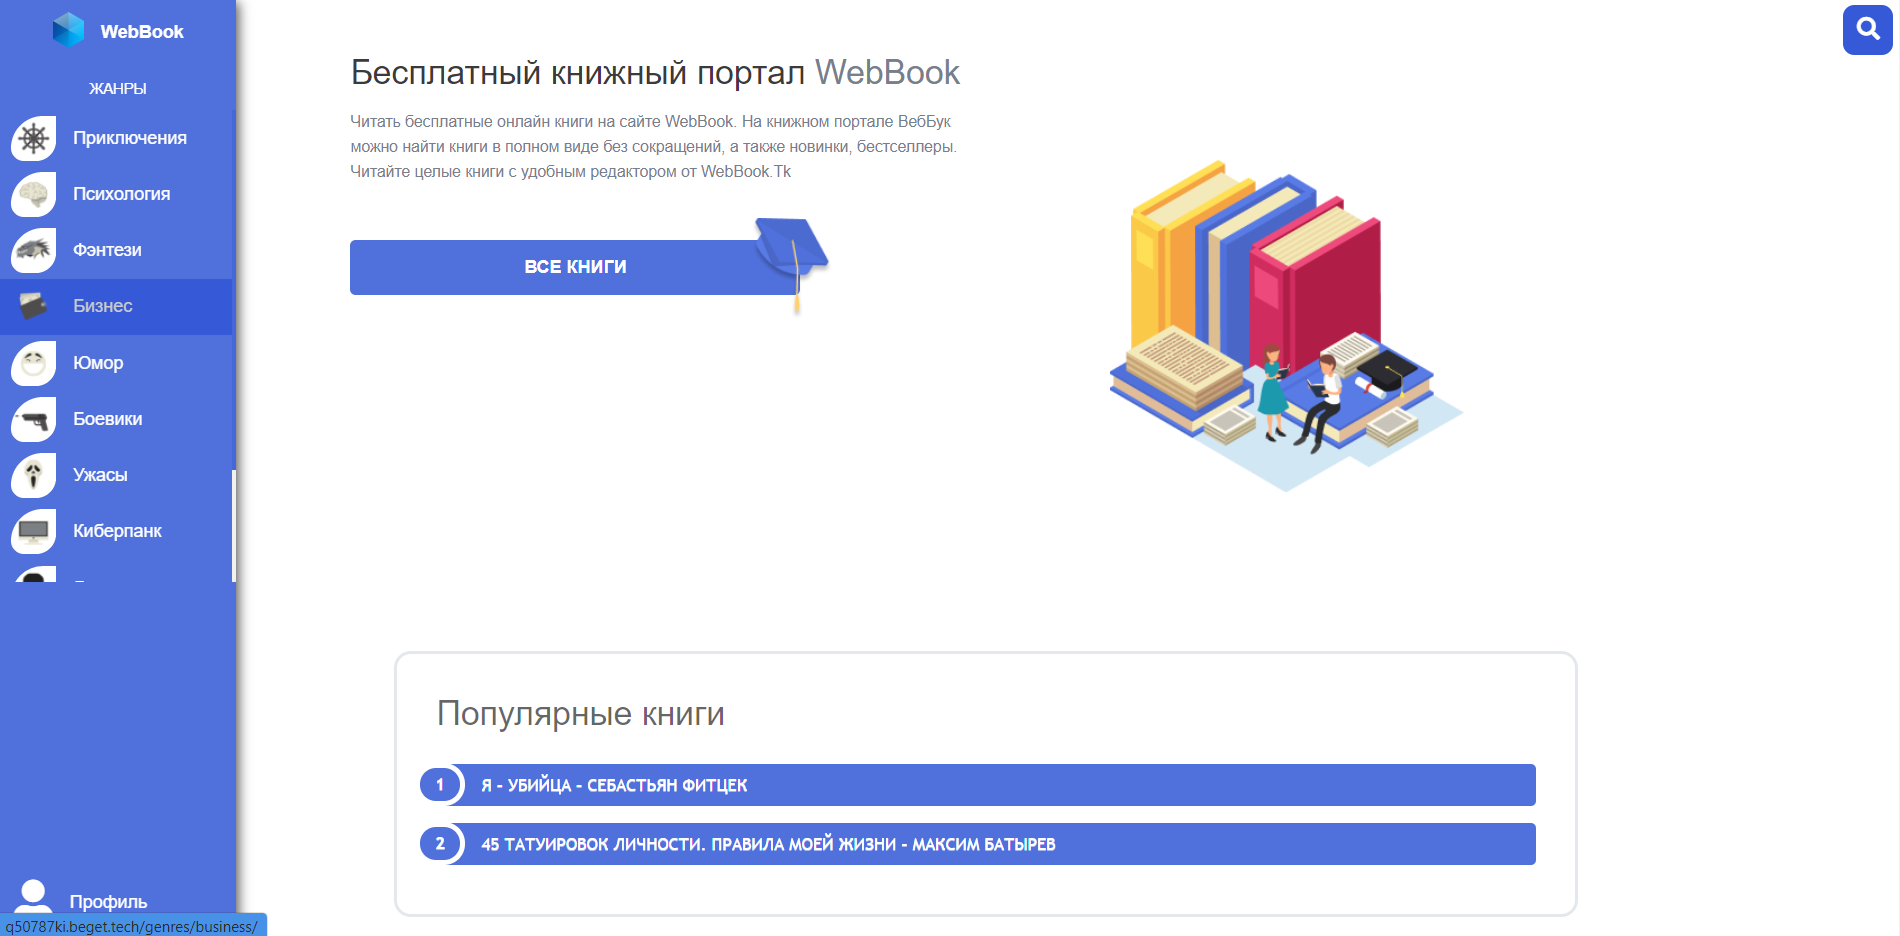 WebBook
ЖАНРЫ
Приключения
Психология
Фэнтези
Бизнес
Юмор
Боевики
Ужасы
Киберпанк
Профиль
q50787ki.beget.tech/genres/business/
Бесплатный книжный портал WebBook
Читать бесплатные онлайн книги на сайте WebBook. На книжном портале ВебБук
можно найти книги в полном виде без сокращений, а также новинки, бестселлеры.
Читайте целые книги с удобным редактором от WebBook.Tk
ВСЕ КНИГИ
Популярные книги
1 Я - УБИЙЦА - СЕБАСТЬЯН ФИТЦЕК
2 45 ТАТУИРОВОК ЛИЧНОСТИ. ПРАВИЛА МОЕЙ ЖИЗНИ - МАКСИМ БАТЫРЕВ